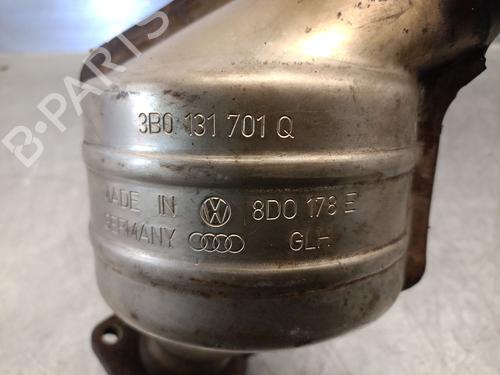 B-PARTS
3B0 131 701 Q
MADE IN 8D0 178 E
GERMANY GLH